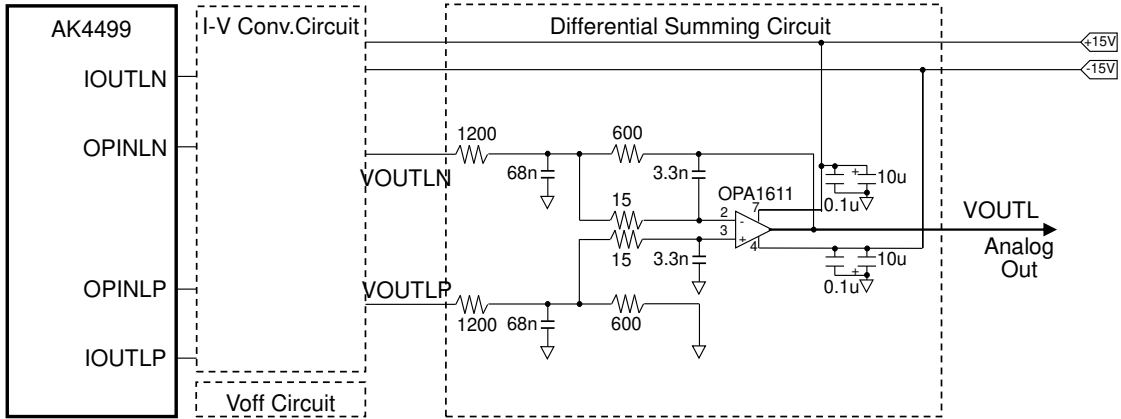 AK4499
I-V Conv.Circuit
Differential Summing Circuit
+15V
-15V
IOUTLN
OPINLN
VOUTLN
1200
68n
600
3.3n
OPA1611
15
2
-
7
3
+
4
15
3.3n
+
10u
0.1u
VOUTL
Analog
Out
10u
0.1u
+
OPINLP
VOUTLP
1200
68n
600
IOUTLP
Voff Circuit